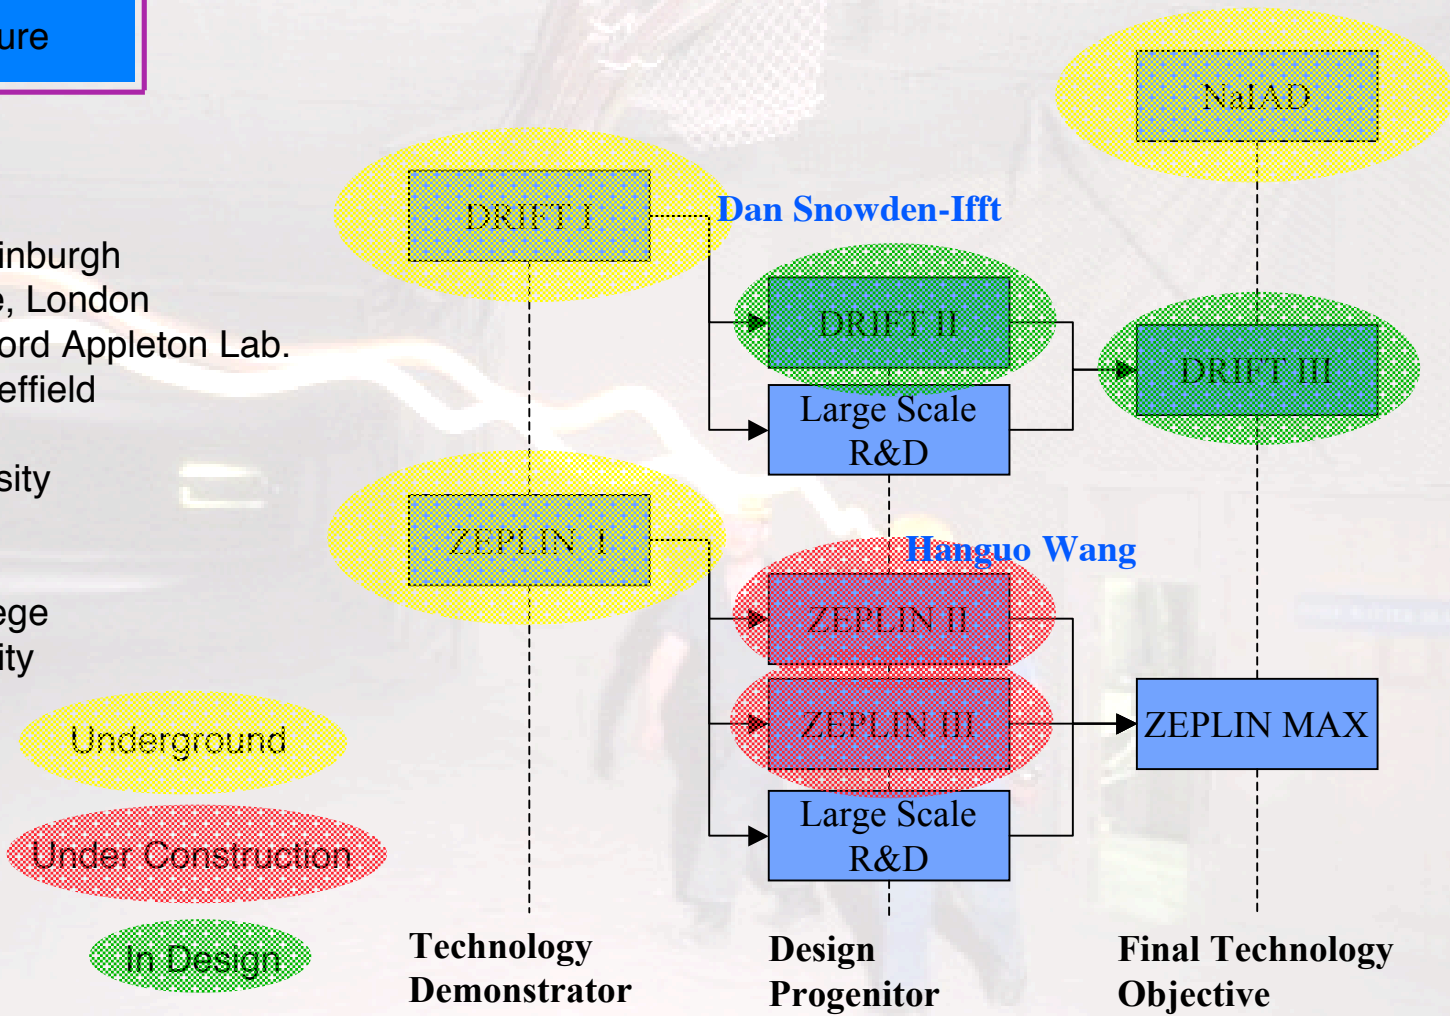 ure
inburgh
e, London
ord Appleton Lab.
effield
sity
ege
ity
Underground
Under Construction
In Design
NaIAD
DRIFT I
Dan Snowden-Ifft
DRIFT II
DRIFT III
Large Scale
R&D
ZEPLIN I
Hanguo Wang
ZEPLIN II
ZEPLIN III
ZEPLIN MAX
Large Scale
R&D
Technology
Demonstrator
Design
Progenitor
Final Technology
Objective